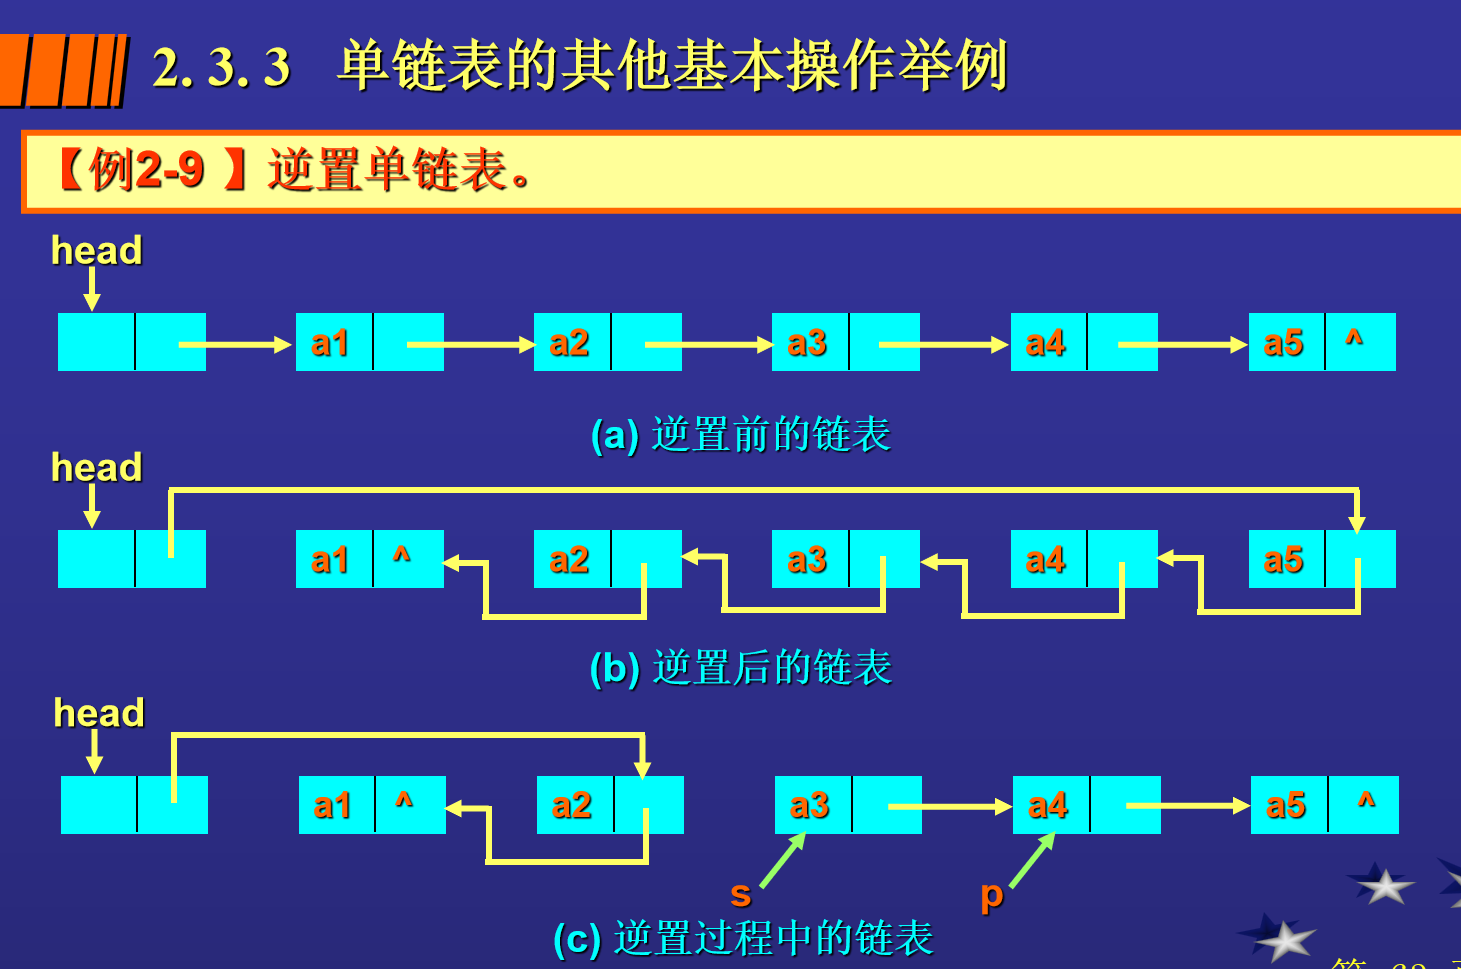 2. 3. 3 单链表的其他基本操作举例
【例2-9 】逆置单链表。
head
a1 a2 a3 a4 a5 ^
(a) 逆置前的链表
head
a1 ^ a2 a3 a4 a5
(b) 逆置后的链表
head
a1 ^ a2 a3 a4 a5 ^
s p
(c) 逆置过程中的链表
第